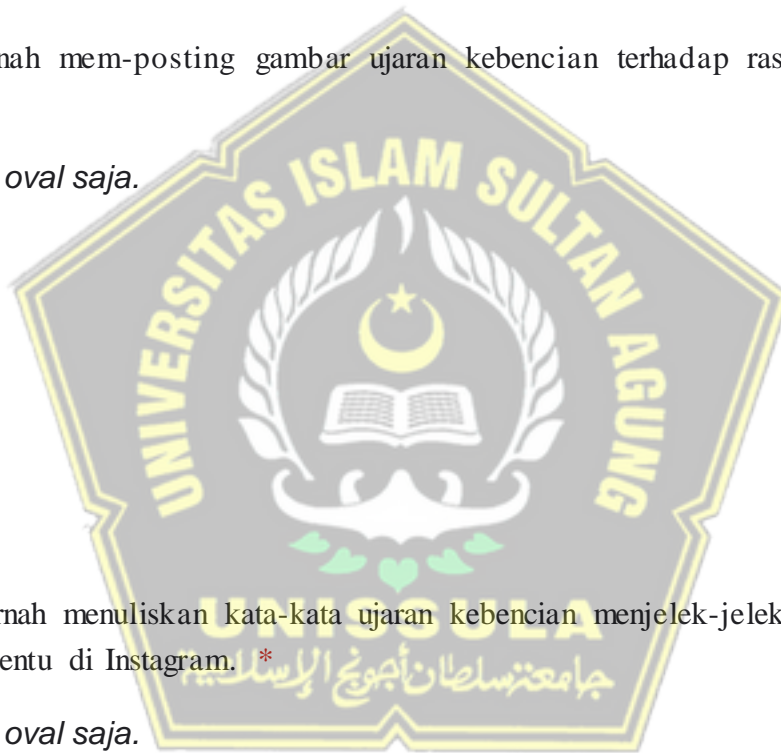 nah mem-posting gambar ujaran kebencian terhadap ras
oval saja.
UNIVERSITAS ISLAM SULTAN AGUNG
rnah menuliskan kata-kata ujaran kebencian menjelek-jelek
UNISSULA
entu di Instagram. *
جامعة سلطان أجونج الإسلامية
oval saja.